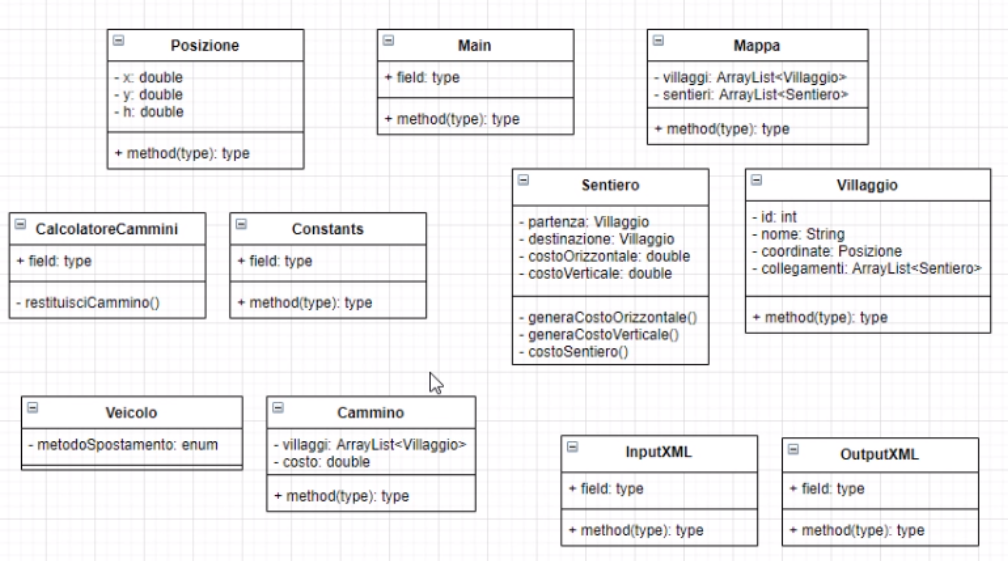 Posizione
- x: double
- y: double
- h: double
+ method(type): type
Main
+ field: type
+ method(type): type
Mappa
- villaggi: ArrayList<Villaggio>
- sentieri: ArrayList<Sentiero>
+ method(type): type
CalcolatoreCammini
+ field: type
- restituisciCammino()
Constants
+ field: type
+ method(type): type
Sentiero
- partenza: Villaggio
- destinazione: Villaggio
- costoOrizzontale: double
- costoVerticale: double
- generaCostoOrizzontale()
- generaCostoVerticale()
- costoSentiero()
Villaggio
- id: int
- nome: String
- coordinate: Posizione
- collegamenti: ArrayList<Sentiero>
+ method(type): type
Veicolo
- metodoSpostamento: enum
Cammino
- villaggi: ArrayList<Villaggio>
- costo: double
+ method(type): type
InputXML
+ field: type
+ method(type): type
OutputXML
+ field: type
+ method(type): type